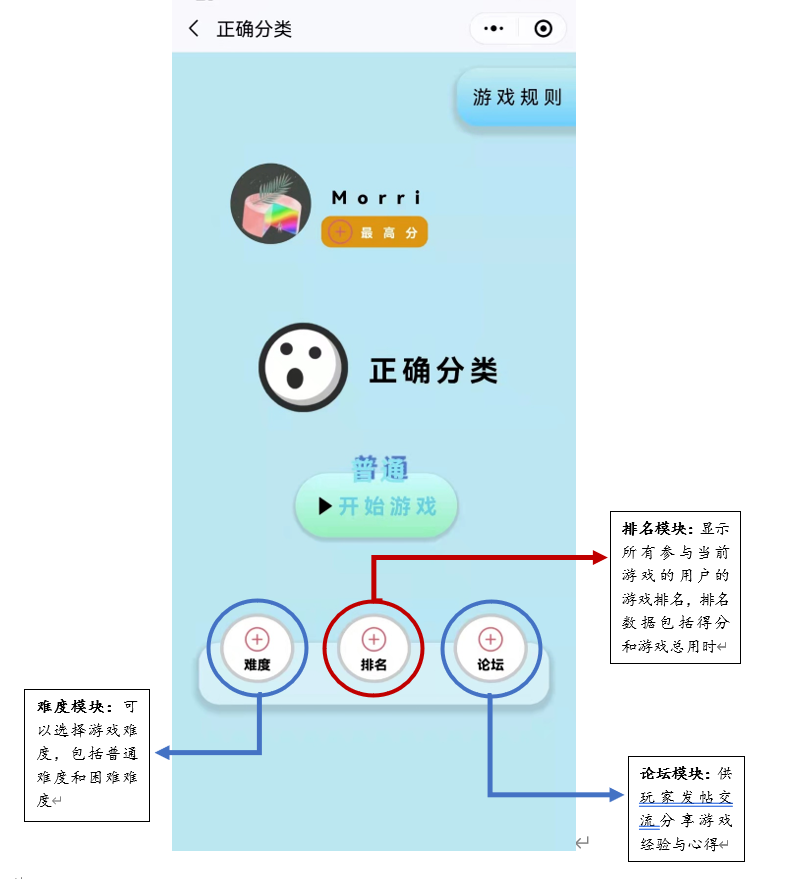 正确分类
游戏规则
Morri
最高分
正确分类
普通
开始游戏
难度
排名
论坛
排名模块：显示
所有参与当前
游戏的用户的
游戏排名，排名
数据包括得分
和游戏总用时
难度模块：可
以选择游戏难
度，包括普通
难度和困难难
度
论坛模块：供
玩家发帖交
流分享游戏
经验与心得